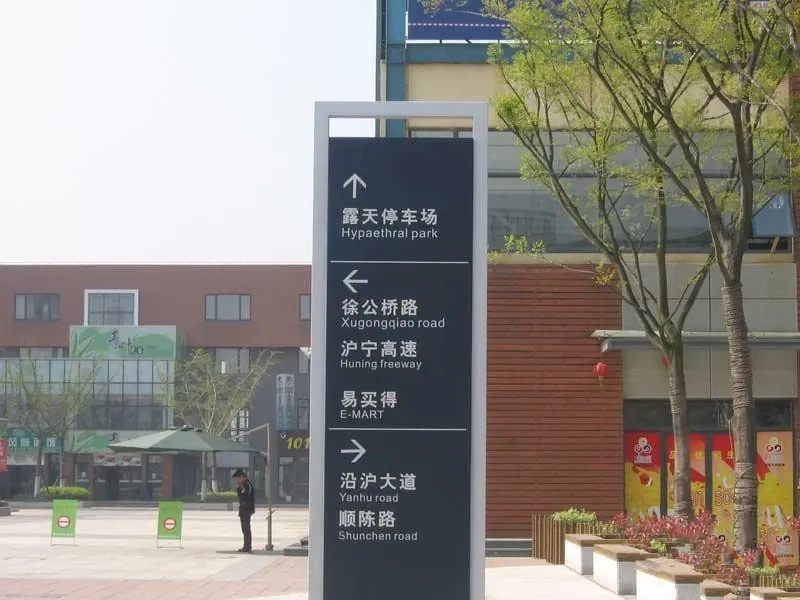 露天停车场
Hypaethral park
徐公桥路
Xugongqiao road
沪宁高速
Huning freeway
易买得
E-MART
沿沪大道
Yanhu road
顺陈路
Shunchen road
101